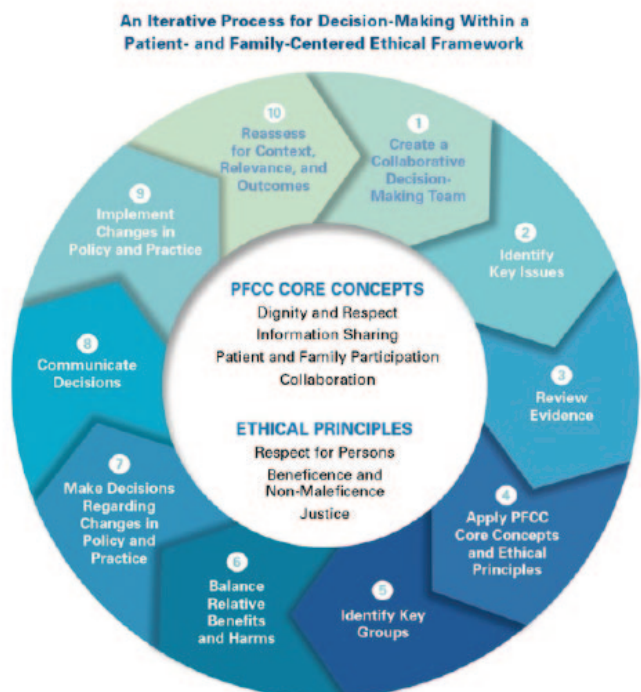 An Iterative Process for Decision-Making Within a
Patient- and Family-Centered Ethical Framework
1
Create a
Collaborative
Decision-
Making Team
2
Identify
Key Issues
3
Review
Evidence
4
Apply PFCC
Core Concepts
and Ethical
Principles
5
Identify Key
Groups
6
Balance
Relative
Benefits
and Harms
7
Make Decisions
Regarding
Changes in
Policy and
Practice
8
Communicate
Decisions
9
Implement
Changes in
Policy and Practice
10
Reassess
for Context,
Relevance, and
Outcomes
PFCC CORE CONCEPTS
Dignity and Respect
Information Sharing
Patient and Family Participation
Collaboration
ETHICAL PRINCIPLES
Respect for Persons
Beneficence and
Non-Maleficence
Justice